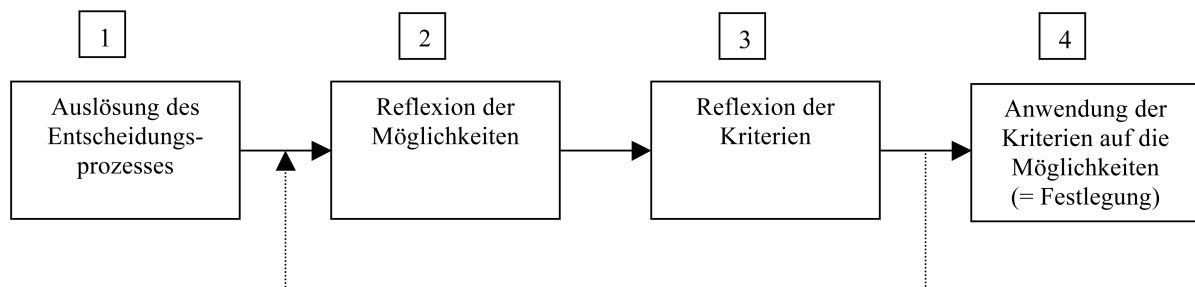 1
2
3
4
Auslösung des
Entscheidungs-
prozesses
Reflexion der
Möglichkeiten
Reflexion der
Kriterien
Anwendung der
Kriterien auf die
Möglichkeiten
(= Festlegung)